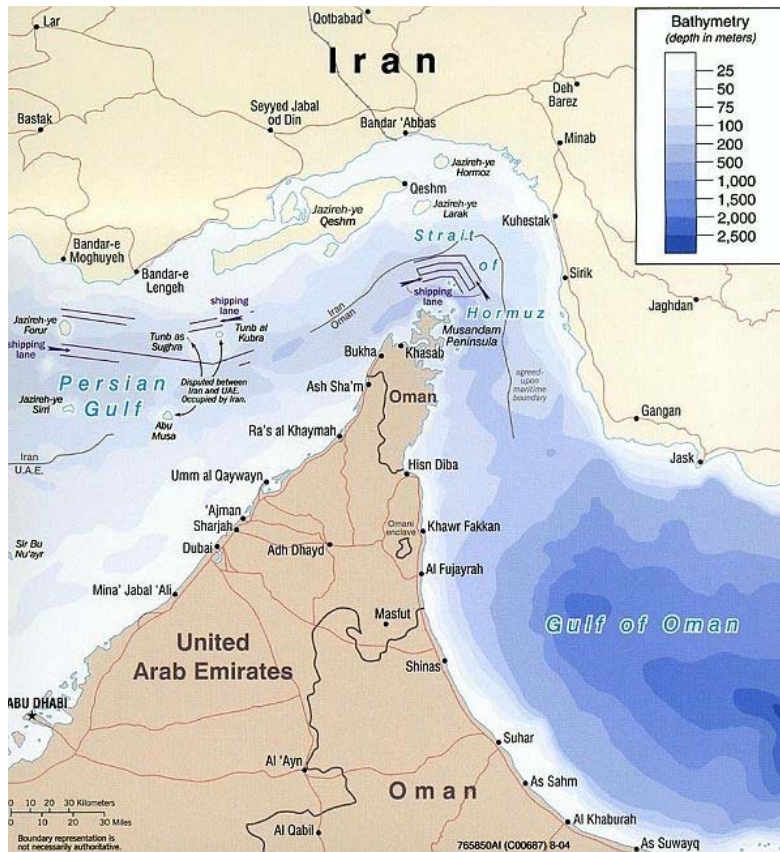 Lar
Qotbabad
Iran
Bathymetry
(depth in meters)
25
50
75
100
200
500
1,000
1,500
2,000
2,500
Deh
Barez
Bastak
Seyyed Jabal
od Din
Bandar 'Abbas
Minab
Jazireh-ye
Hormoz
Qeshm
Jazireh-ye
Larak
Jazireh-ye
Qeshm
Kuhestak
Strait
of
Hormuz
Bandar-e
Moghuyeh
Bandar-e
Lengeh
Sirik
shipping
lane
Jaghdan
Iran
Oman
shipping
lane
Jazireh-ye
Forur
Tunb as
Sughra
Tunb al
Kubra
shipping
lane
Musandam
Peninsula
Bukha
Khasab
Persian
Gulf
Disputed between
Iran and UAE.
Occupied by Iran.
Ash Sha'm
Oman
agreed-
upon
maritime
boundary
Jazireh-ye
Sirri
Abu
Musa
Gangan
Ra's al Khaymah
Iran
U.A.E.
Jask
Hisn Diba
Umm al Qaywayn
'Ajman
Sharjah
Dubai
Omani
enclave
Khawr Fakkan
Adh Dhayd
Sir Bu
Nu'ayr
Al Fujayrah
Mina' Jabal 'Ali
Masfut
Gulf of Oman
United
Arab Emirates
Shinas
ABU DHABI
Suhar
Al 'Ayn
Oman
As Sahm
0 10 20 30 Kilometers
0 10 20 30 Miles
Al Khaburah
Al Qabil
Boundary representation is
not necessarily authoritative.
765850AI (C00687) 8-04
As Suwayq